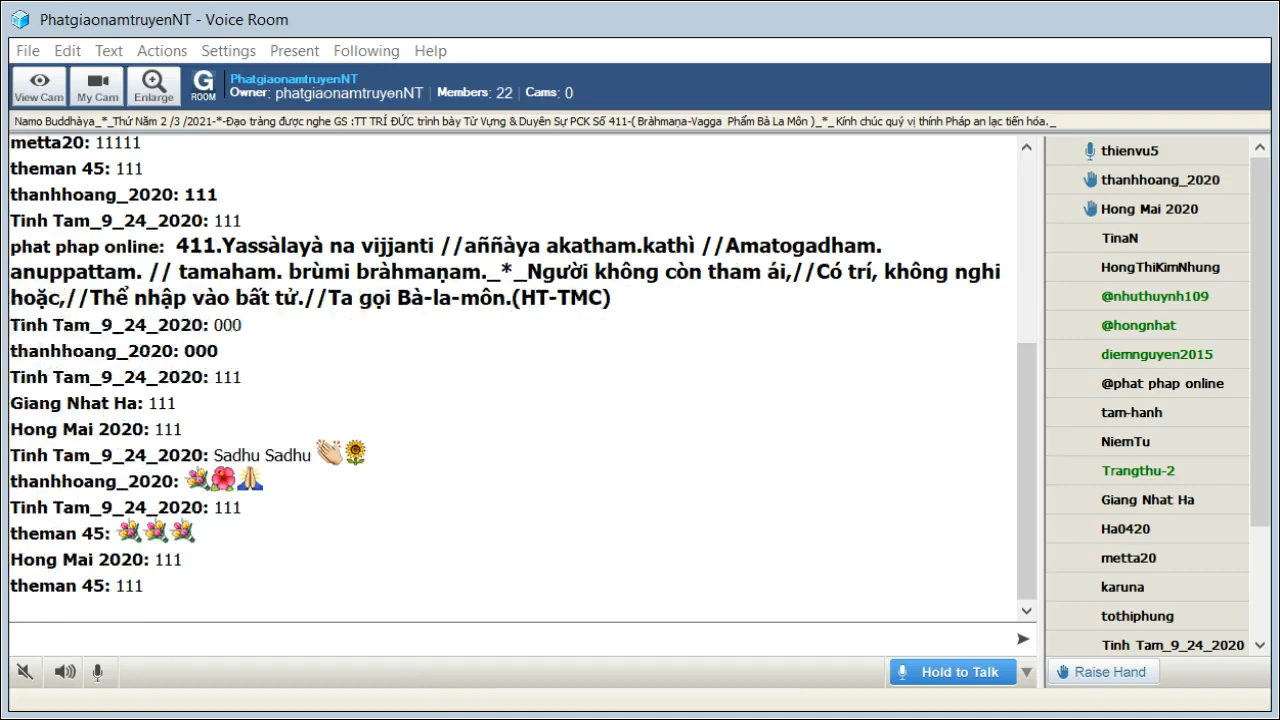 PhatgiaonamtruyenNT - Voice Room
File Edit Text Actions Settings Present Following Help
View Cam My Cam Enlarge G ROOM PhatgiaonamtruyenNT
Owner: phatgiaonamtruyenNT | Members: 22 | Cams: 0
Namo Buddhàya_*_Thứ Năm 2 /3 /2021-*-Đạo tràng được nghe GS :TT TRÍ ĐỨC trình bày Từ Vựng & Duyên Sự PCK Số 411-( Bràhmaṇa-Vagga Phẩm Bà La Môn )_*_ Kính chúc quý vị thính Pháp an lạc tiến hóa._
metta20: 11111
theman 45: 111
thanhhoang_2020: 111
Tinh Tam_9_24_2020: 111
phat phap online: 411.Yassàlayà na vijjanti //aññàya akatham.kathì //Amatogadham.
anuppattam. // tamaham. brùmi bràhmaṇam._*_Người không còn tham ái,//Có trí, không nghi
hoặc,//Thể nhập vào bất tử.//Ta gọi Bà-la-môn.(HT-TMC)
Tinh Tam_9_24_2020: 000
thanhhoang_2020: 000
Tinh Tam_9_24_2020: 111
Giang Nhat Ha: 111
Hong Mai 2020: 111
Tinh Tam_9_24_2020: Sadhu Sadhu
thanhhoang_2020:
Tinh Tam_9_24_2020: 111
theman 45:
Hong Mai 2020: 111
theman 45: 111
thienvu5
thanhhoang_2020
Hong Mai 2020
TinaN
HongThiKimNhung
@nhuthuynh109
@hongnhat
diemnguyen2015
@phat phap online
tam-hanh
NiemTu
Trangthu-2
Giang Nhat Ha
Ha0420
metta20
karuna
tothiphung
Tinh Tam_9_24_2020
Hold to Talk
Raise Hand